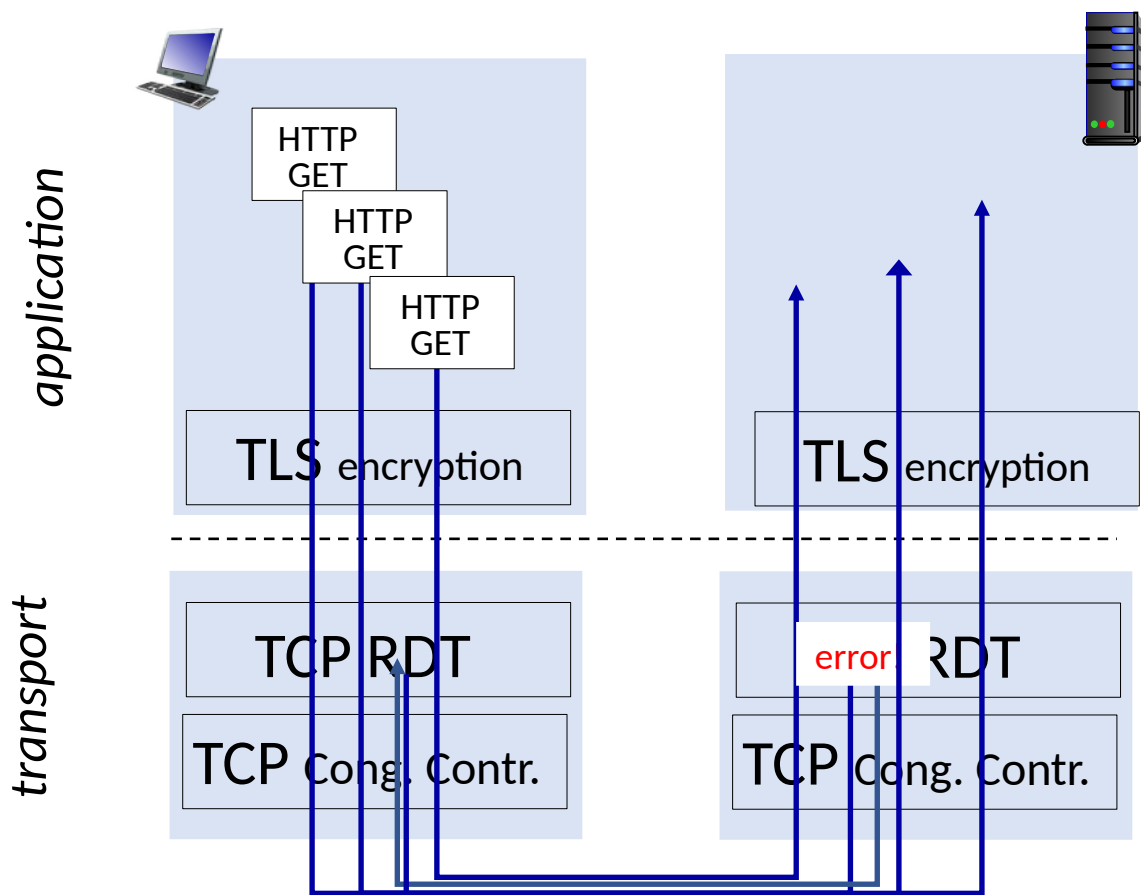 application
HTTP
GET
HTTP
GET
HTTP
GET
TLS encryption
TLS encryption
transport
TCP RDT
error
RDT
TCP Cong. Contr.
TCP Cong. Contr.